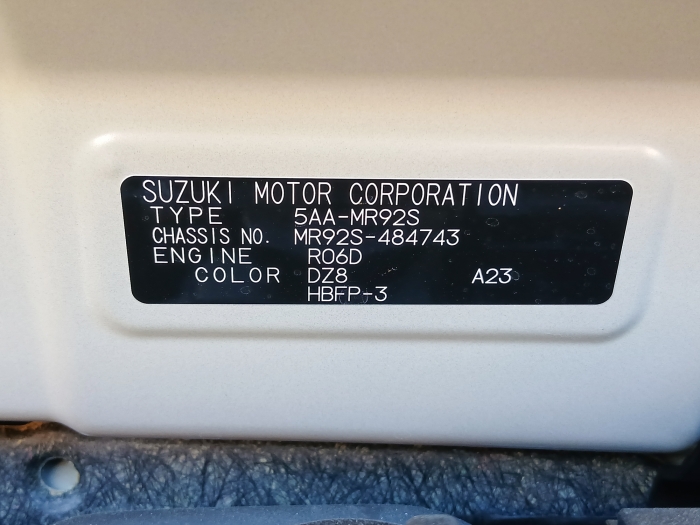 SUZUKI MOTOR CORPORATION
TYPE 5AA-MR92S
CHASSIS NO. MR92S-484743
ENGINE R06D
COLOR DZ8 A23
HBFP-3